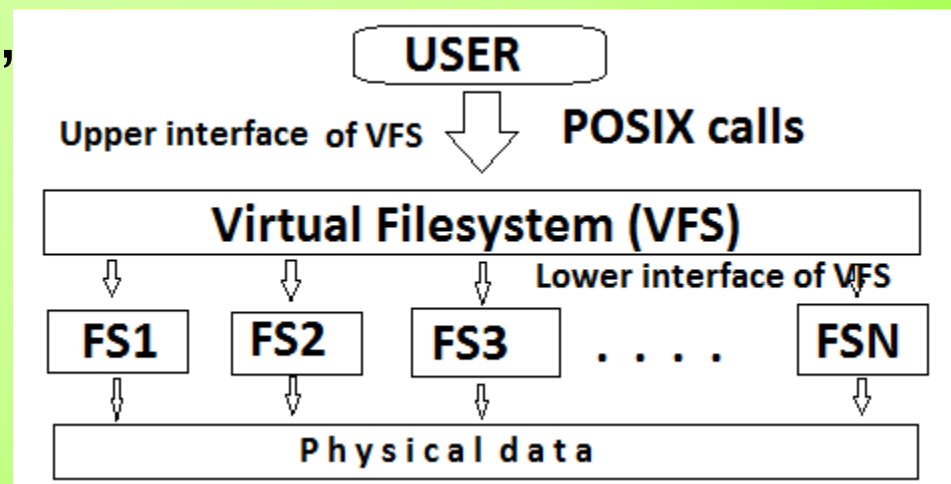 ,
USER
Upper interface of VFS
POSIX calls
Virtual Filesystem (VFS)
Lower interface of VFS
FS1 FS2 FS3 . . . . FSN
Physical data